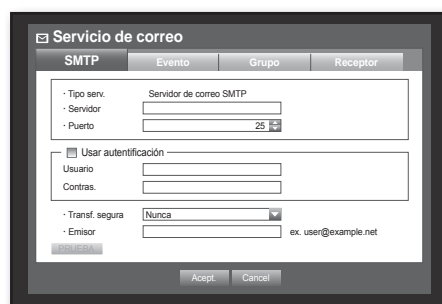 Servicio de correo
SMTP Evento Grupo Receptor
· Tipo serv. Servidor de correo SMTP
· Servidor
· Puerto 25
Usar autentificación
Usuario
Contras.
· Transf. segura Nunca
· Emisor ex. user@example.net
PRUEBA
Acept. Cancel